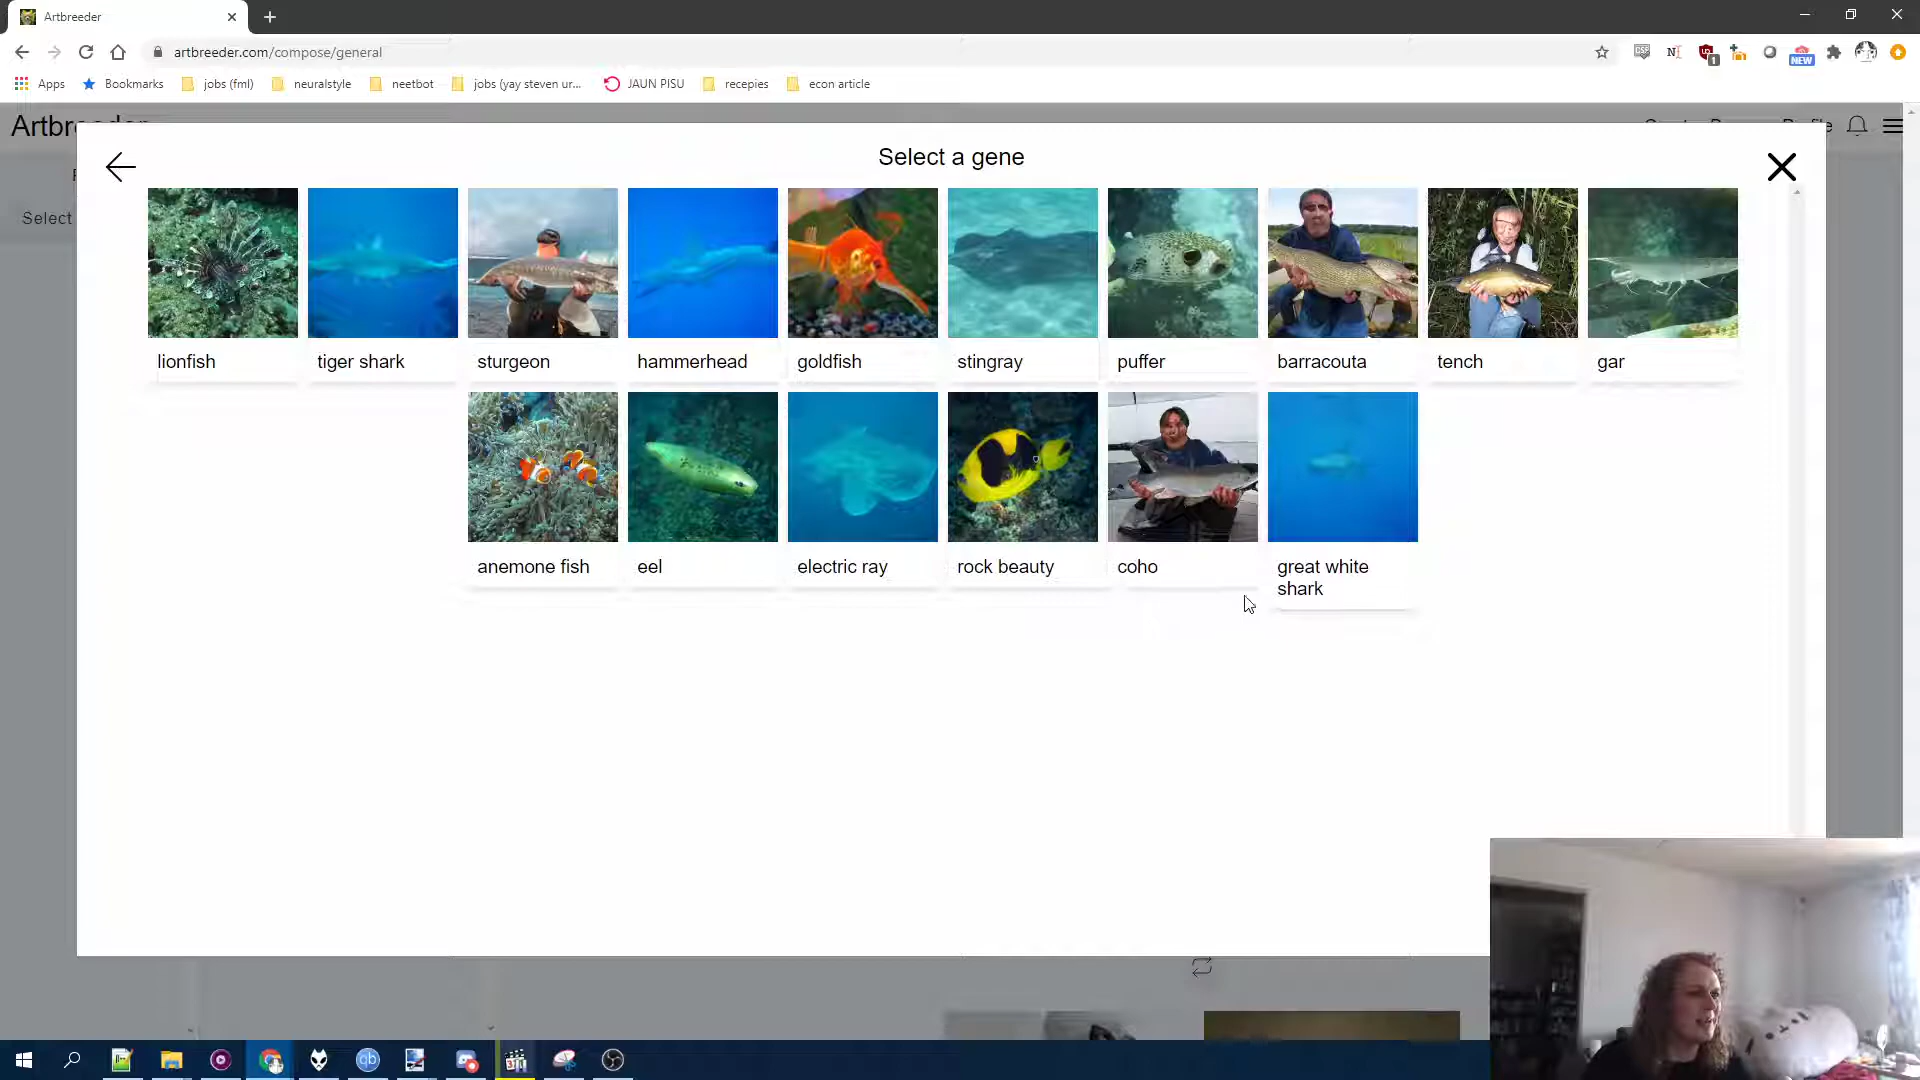 Artbreeder
artbreeder.com/compose/general
NEW
Apps
Bookmarks
jobs (fml)
neuralstyle
neetbot
jobs (yay steven ur...
JAUN PISU
recepies
econ article
Select a gene
Select
lionfish
tiger shark
sturgeon
hammerhead
goldfish
stingray
puffer
barracouta
tench
gar
anemone fish
eel
electric ray
rock beauty
coho
great white
shark